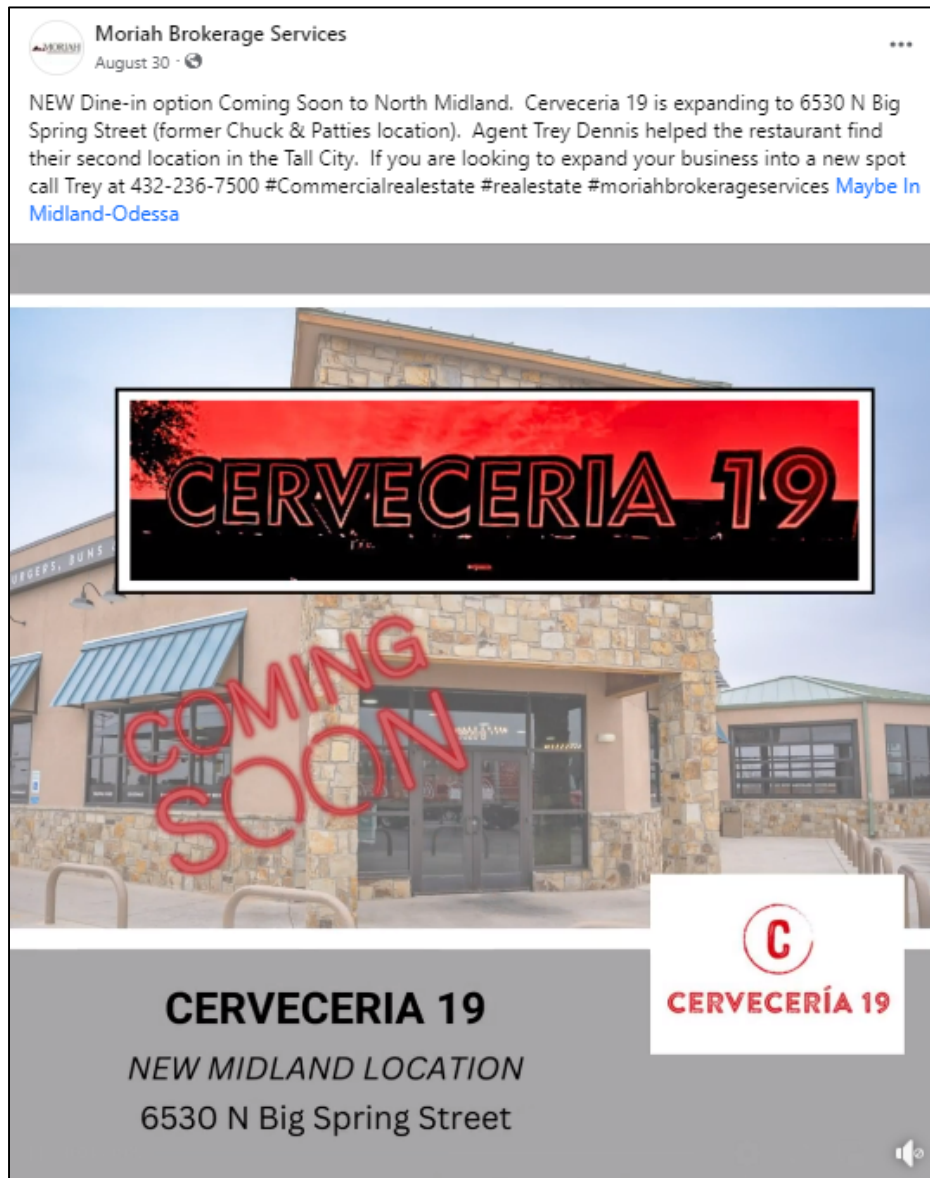 MORIAH
Moriah Brokerage Services
August 30
NEW Dine-in option Coming Soon to North Midland. Cerveceria 19 is expanding to 6530 N Big
Spring Street (former Chuck & Patties location). Agent Trey Dennis helped the restaurant find
their second location in the Tall City. If you are looking to expand your business into a new spot
call Trey at 432-236-7500 #Commercialrealestate #realestate #moriahbrokerageservices Maybe In
Midland-Odessa
CERVECERIA 19
URGERS, BUNS
COMING
SOON
C
CERVECERÍA 19
CERVECERIA 19
NEW MIDLAND LOCATION
6530 N Big Spring Street